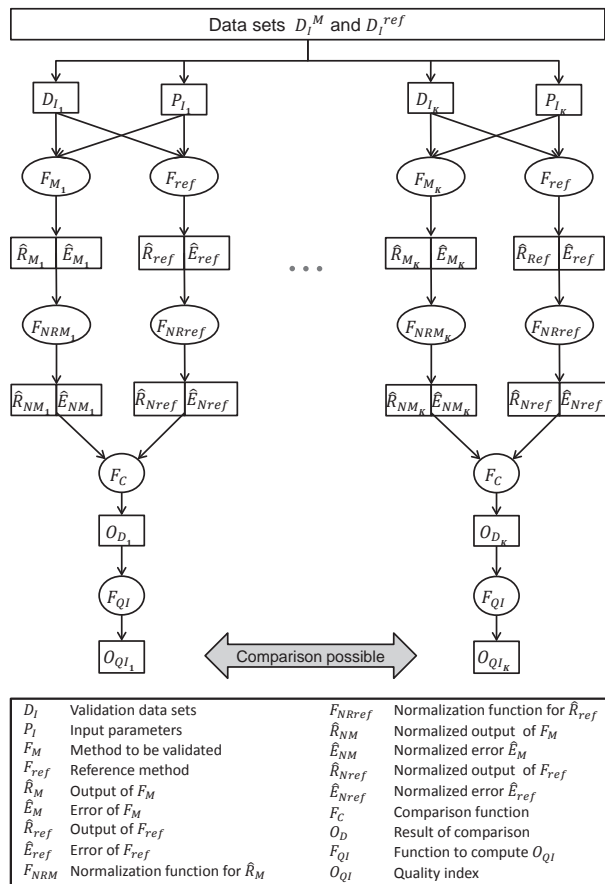 Data sets D_I^M and D_I^ref
D_I₁ P_I₁ D_Iκ P_Iκ
F_M₁ F_ref F_Mκ F_ref
R̂_M₁ Ê_M₁ R̂_ref Ê_ref ... R̂_Mκ Ê_Mκ R̂_Ref Ê_ref
F_NRM₁ F_NRref F_NRMκ F_NRref
R̂_NM₁ Ê_NM₁ R̂_Nref Ê_Nref R̂_NMκ Ê_NMκ R̂_Nref Ê_Nref
F_C F_C
O_D₁ O_Dκ
F_QI F_QI
O_QI₁ Comparison possible O_QIκ
D_I Validation data sets
P_I Input parameters
F_M Method to be validated
F_ref Reference method
R̂_M Output of F_M
Ê_M Error of F_M
R̂_ref Output of F_ref
Ê_ref Error of F_ref
F_NRM Normalization function for R̂_M
F_NRref Normalization function for R̂_ref
R̂_NM Normalized output of F_M
Ê_NM Normalized error Ê_M
R̂_Nref Normalized output of F_ref
Ê_Nref Normalized error Ê_ref
F_C Comparison function
O_D Result of comparison
F_QI Function to compute O_QI
O_QI Quality index